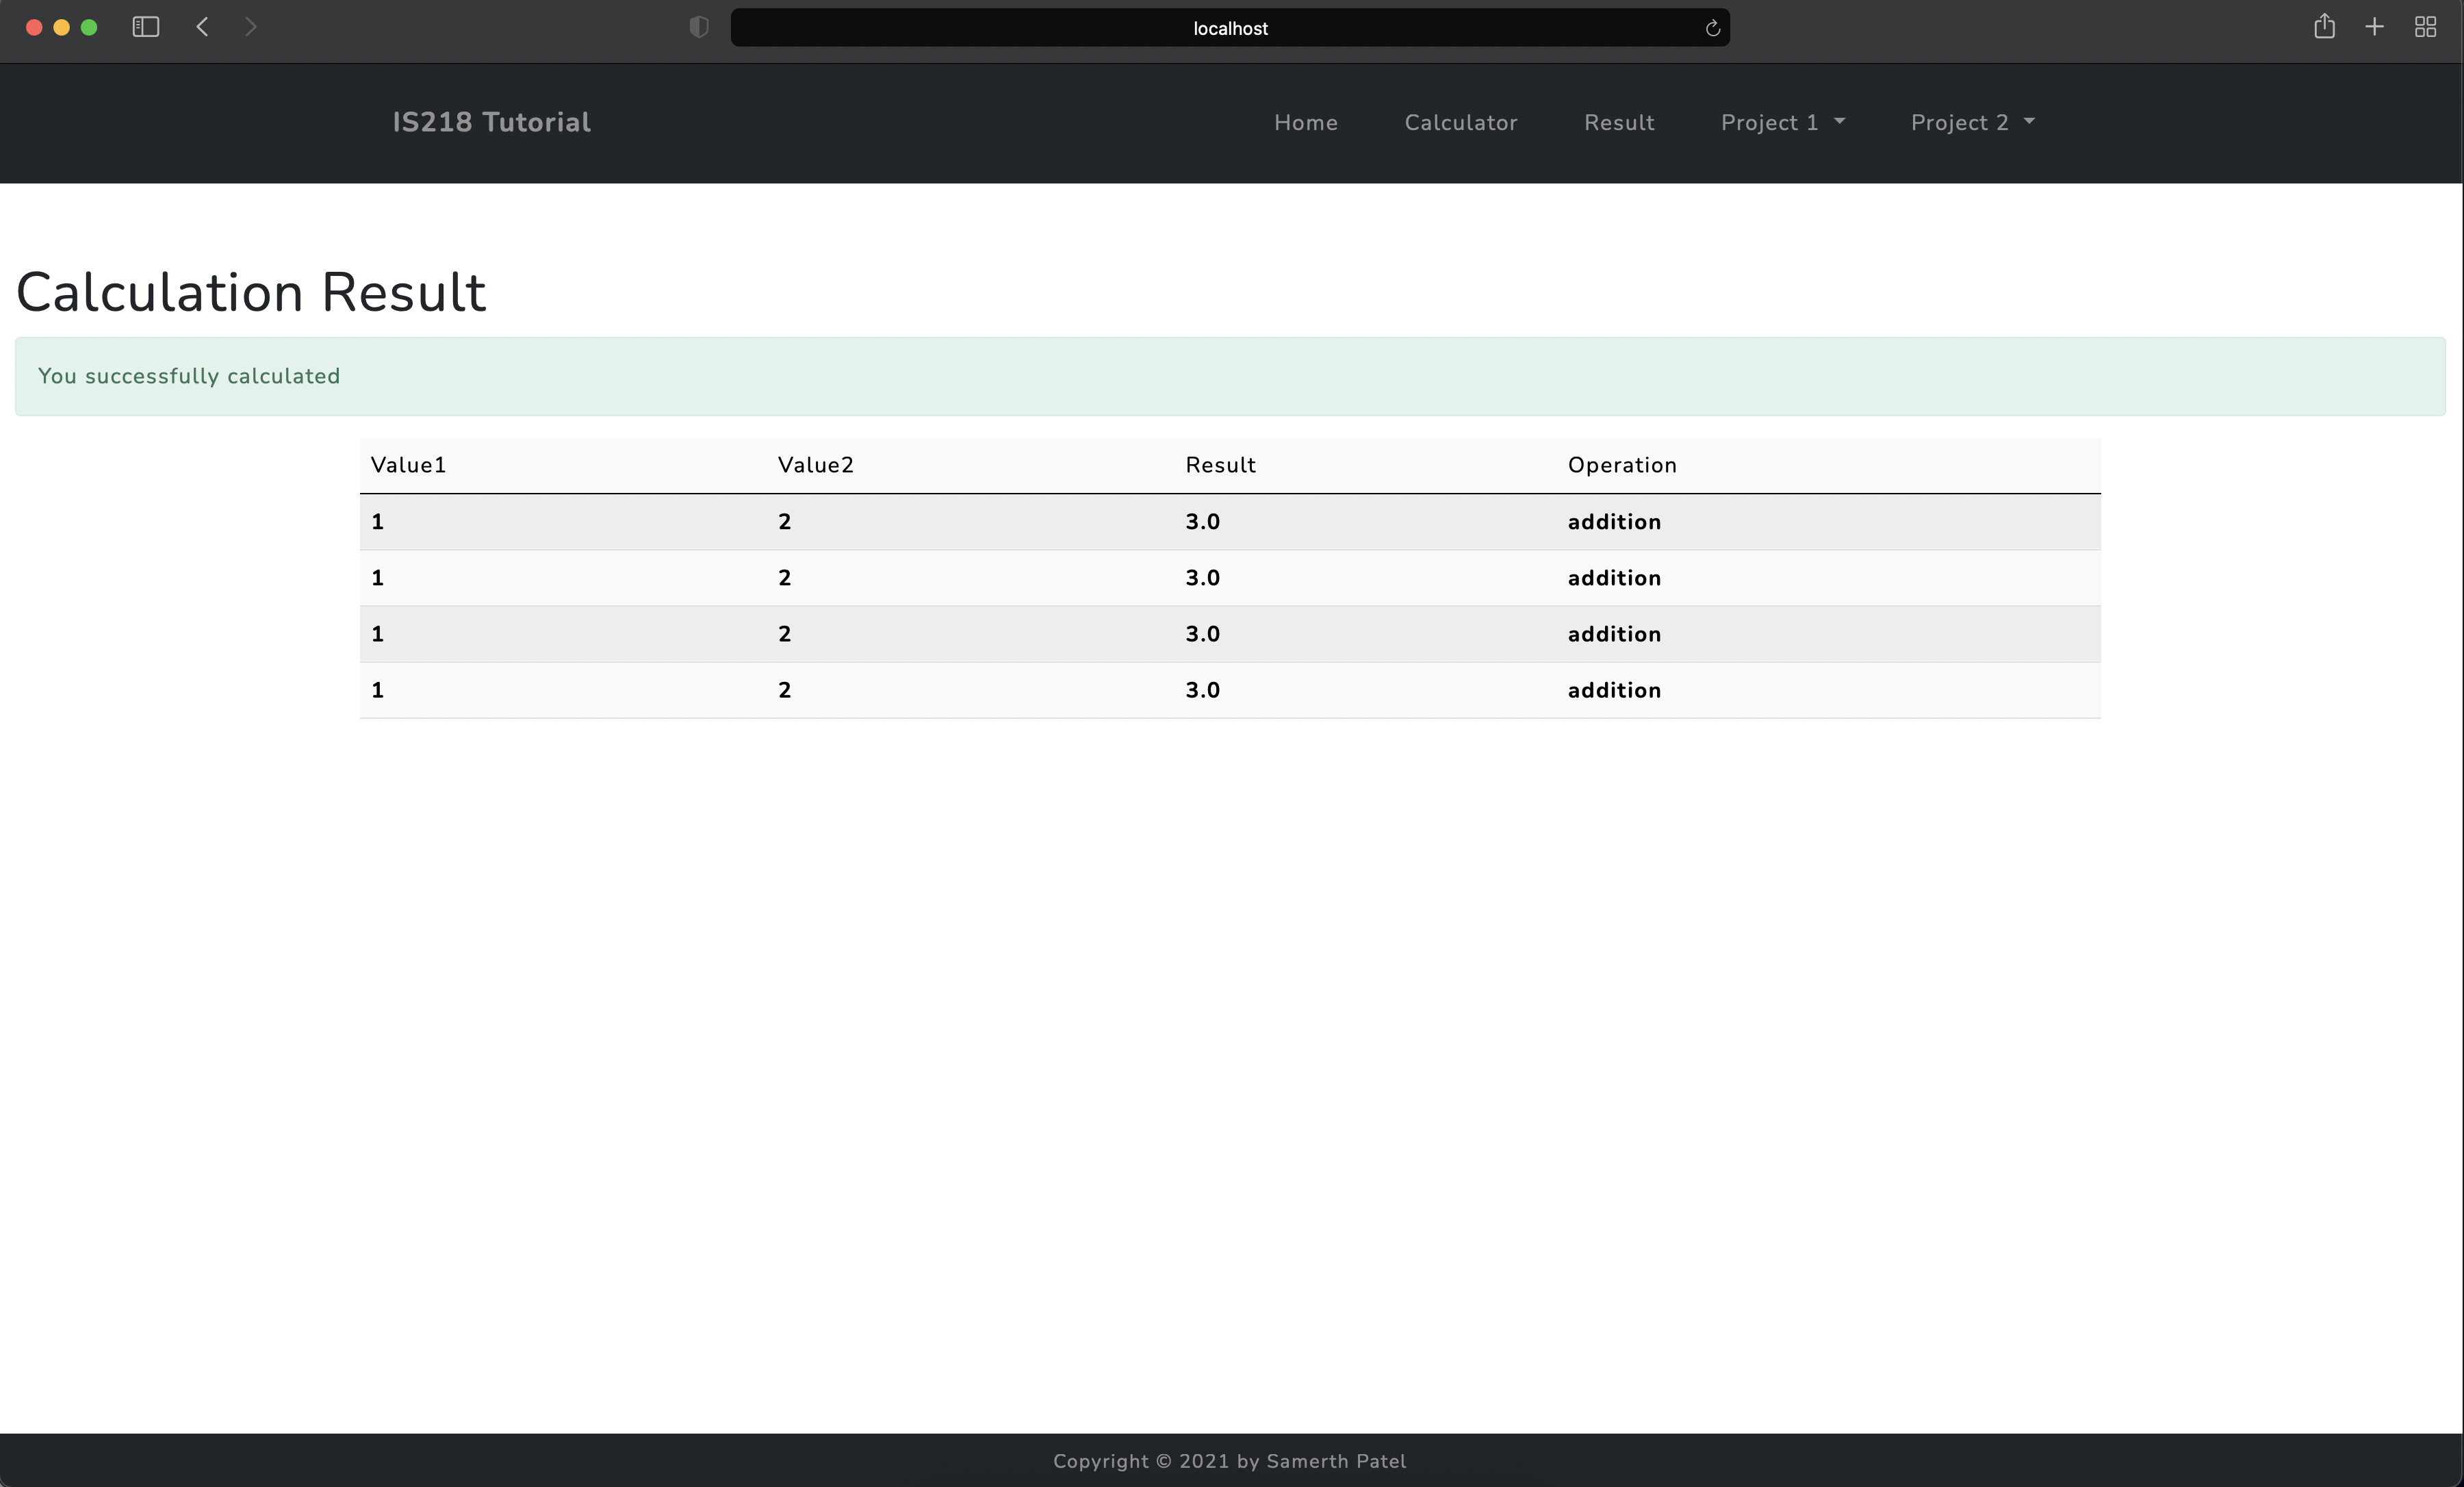 localhost
IS218 Tutorial Home Calculator Result Project 1 Project 2
Calculation Result
You successfully calculated
Value1 Value2 Result Operation
1 2 3.0 addition
1 2 3.0 addition
1 2 3.0 addition
1 2 3.0 addition
Copyright © 2021 by Samerth Patel